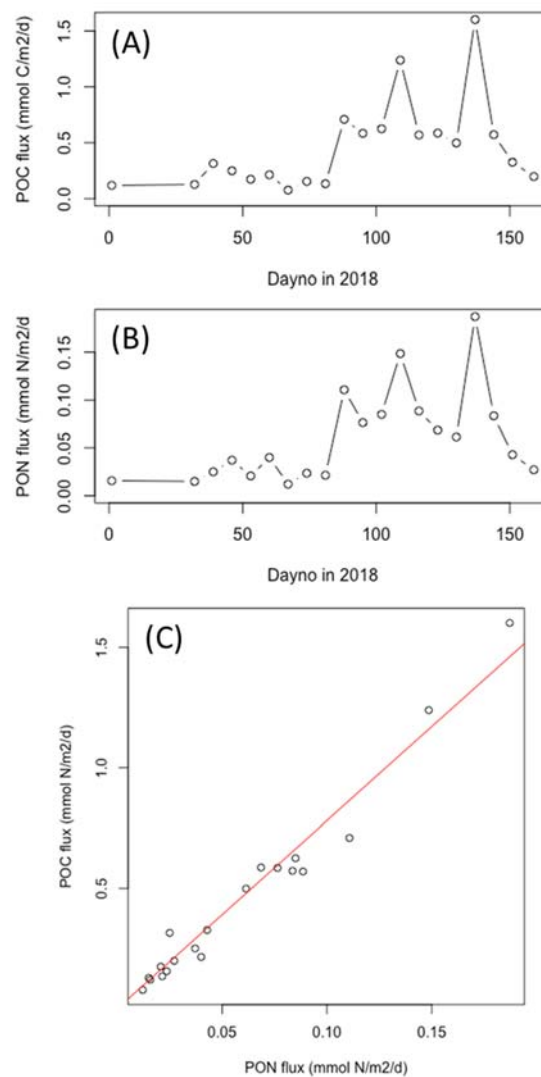 (A)
POC flux (mmol C/m2/d)
1.5
1.0
0.5
0.0
0 50 100 150
Dayno in 2018
(B)
PON flux (mmol N/m2/d)
0.15
0.10
0.05
0.00
0 50 100 150
Dayno in 2018
(C)
POC flux (mmol N/m2/d)
1.5
1.0
0.5
0.05 0.10 0.15
PON flux (mmol N/m2/d)